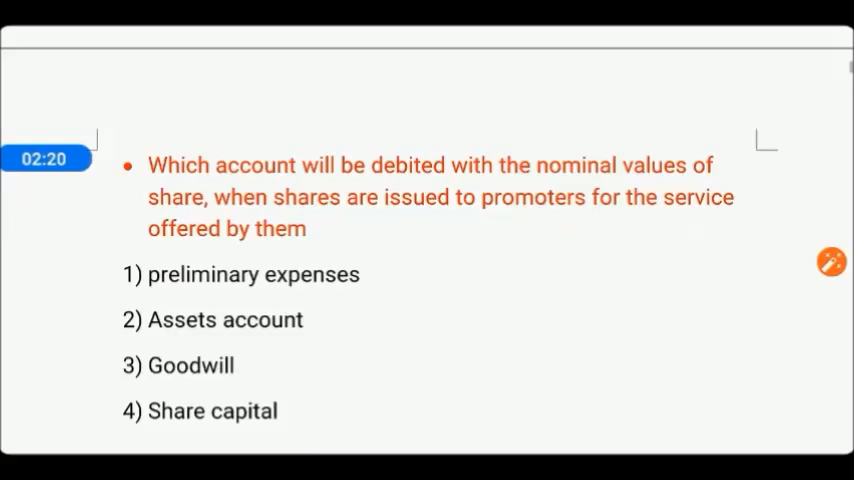 02:20
• Which account will be debited with the nominal values of
share, when shares are issued to promoters for the service
offered by them
1) preliminary expenses
2) Assets account
3) Goodwill
4) Share capital